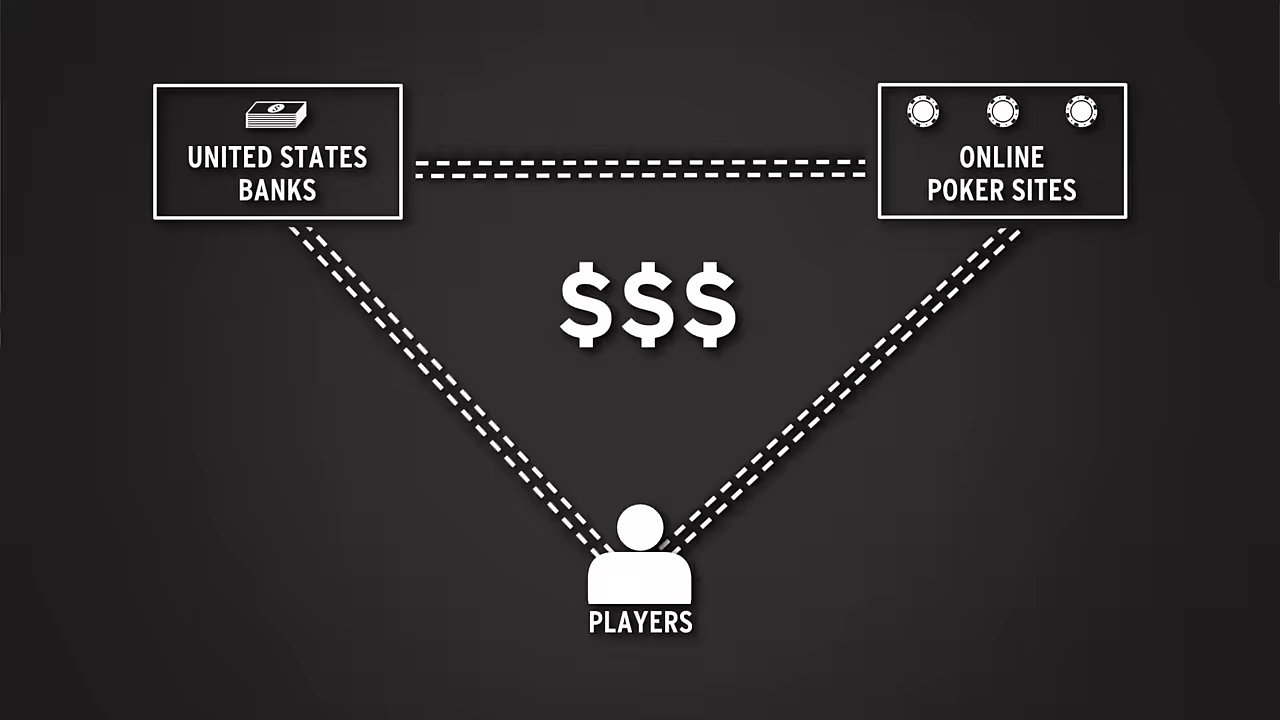 UNITED STATES
BANKS
ONLINE
POKER SITES
$$$
PLAYERS